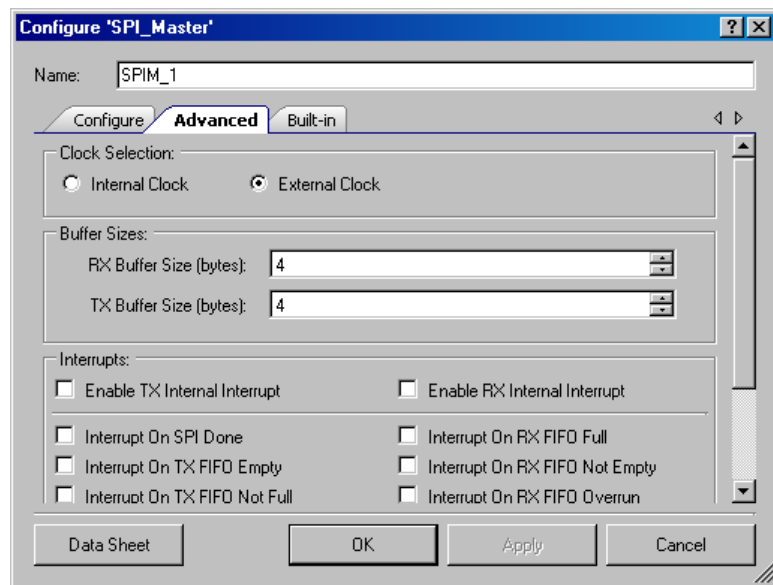 Configure 'SPI_Master'
Name: SPIM_1
Configure Advanced Built-in
Clock Selection:
Internal Clock External Clock
Buffer Sizes:
RX Buffer Size (bytes): 4
TX Buffer Size (bytes): 4
Interrupts:
Enable TX Internal Interrupt Enable RX Internal Interrupt
Interrupt On SPI Done Interrupt On RX FIFO Full
Interrupt On TX FIFO Empty Interrupt On RX FIFO Not Empty
Interrupt On TX FIFO Not Full Interrupt On RX FIFO Overrun
Data Sheet OK Apply Cancel